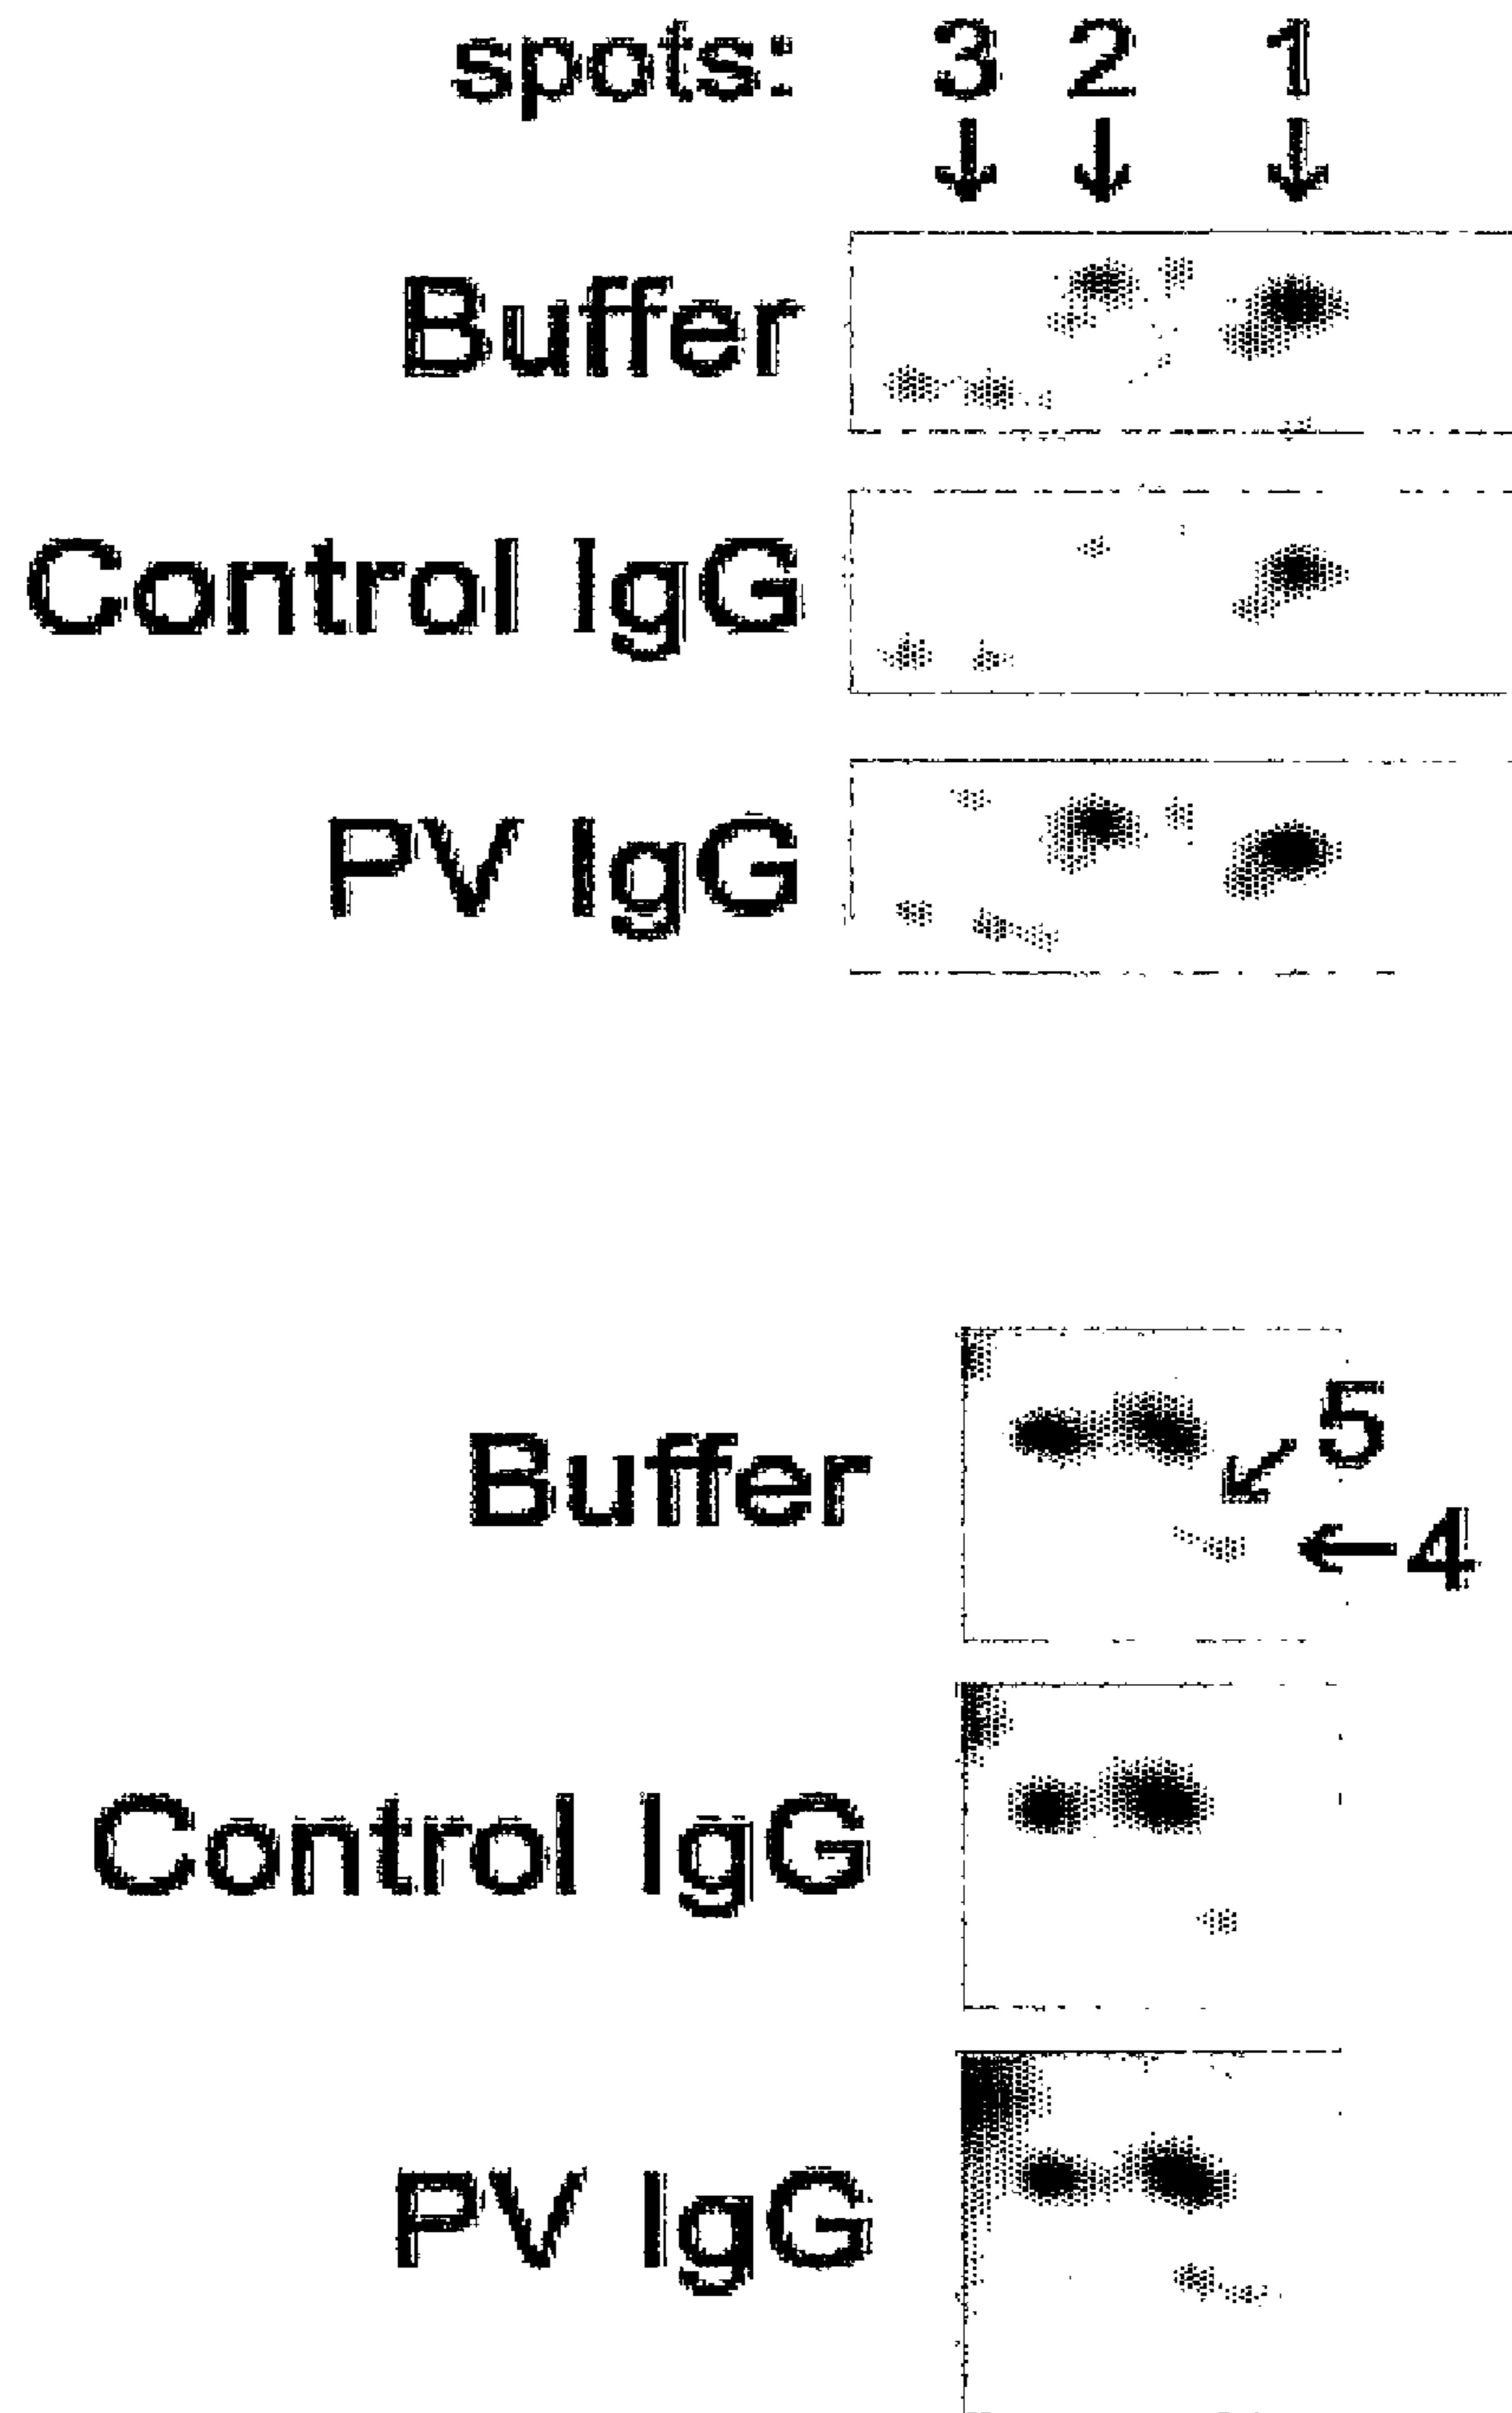 spots: 3 2 1
Buffer
Control IgG
PV IgG
5
Buffer
4
Control IgG
PV IgG